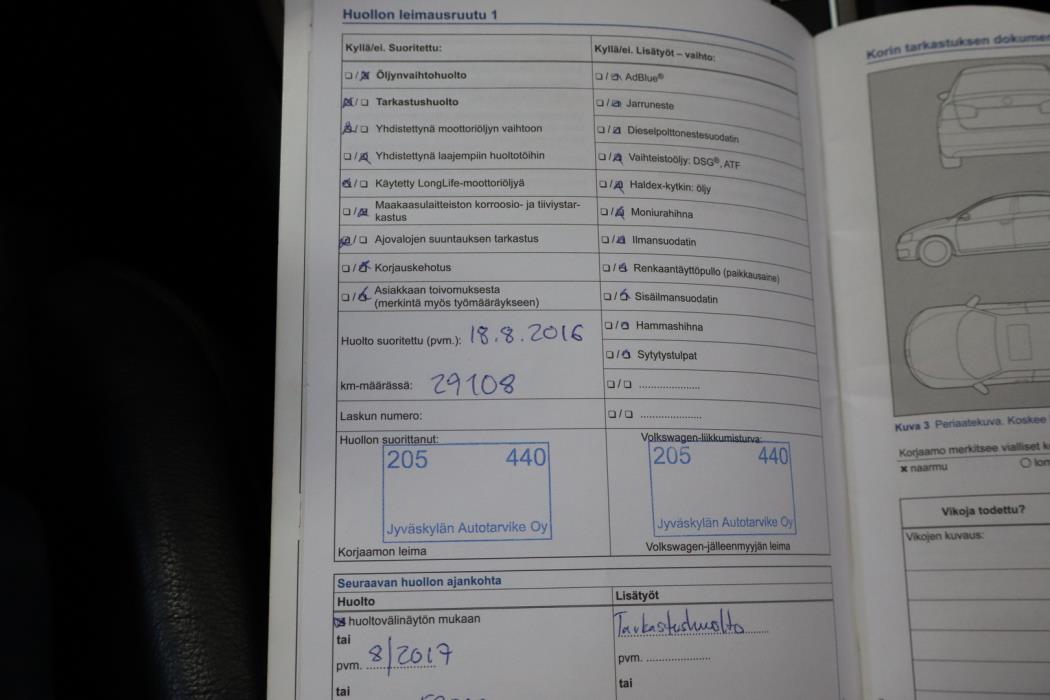 Huollon leimausruutu 1
Kyllä/ei. Suoritettu:
Kyllä/ei. Lisätyöt – vaihto:
☐/☒ Öljynvaihtohuolto
☐/☒ AdBlue®
☒/☐ Tarkastushuolto
☐/☒ Jarruneste
☒/☐ Yhdistettynä moottoriöljyn vaihtoon
☐/☒ Dieselpolttonestesuodatin
☐/☒ Yhdistettynä laajempiin huoltotöihin
☐/☒ Vaihteistoöljy: DSG®, ATF
☒/☐ Käytetty LongLife-moottoriöljyä
☐/☒ Haldex-kytkin: öljy
☐/☒ Maakaasulaitteiston korroosio- ja tiiviystar-
kastus
☐/☒ Moniurahihna
☒/☐ Ajovalojen suuntauksen tarkastus
☐/☒ Ilmansuodatin
☐/☒ Korjauskehotus
☐/☒ Renkaantäyttöpullo (paikkausaine)
☐/☒ Asiakkaan toivomuksesta
(merkintä myös työmääräykseen)
☐/☒ Sisäilmansuodatin
☐/☒ Hammashihna
Huolto suoritettu (pvm.): 18.8.2016
☐/☒ Sytytystulpat
km-määrässä: 29108
☐/☐ .....................
Laskun numero:
☐/☐ .....................
Huollon suorittanut:
Volkswagen-liikkumisturva:
205 440
Jyväskylän Autotarvike Oy
205 440
Jyväskylän Autotarvike Oy
Korjaamon leima
Volkswagen-jälleenmyyjän leima
Seuraavan huollon ajankohta
Huolto
Lisätyöt
☒ huoltovälinäytön mukaan
Tarkastushuolto
tai
pvm. 8/2017
pvm. .....................
tai
tai
Korin tarkastuksen
Kuva 3 Periaatekuva. Koskee
Korjaamo merkitsee vialliset
× naarmu
Vikoja todettu?
Vikojen kuvaus: